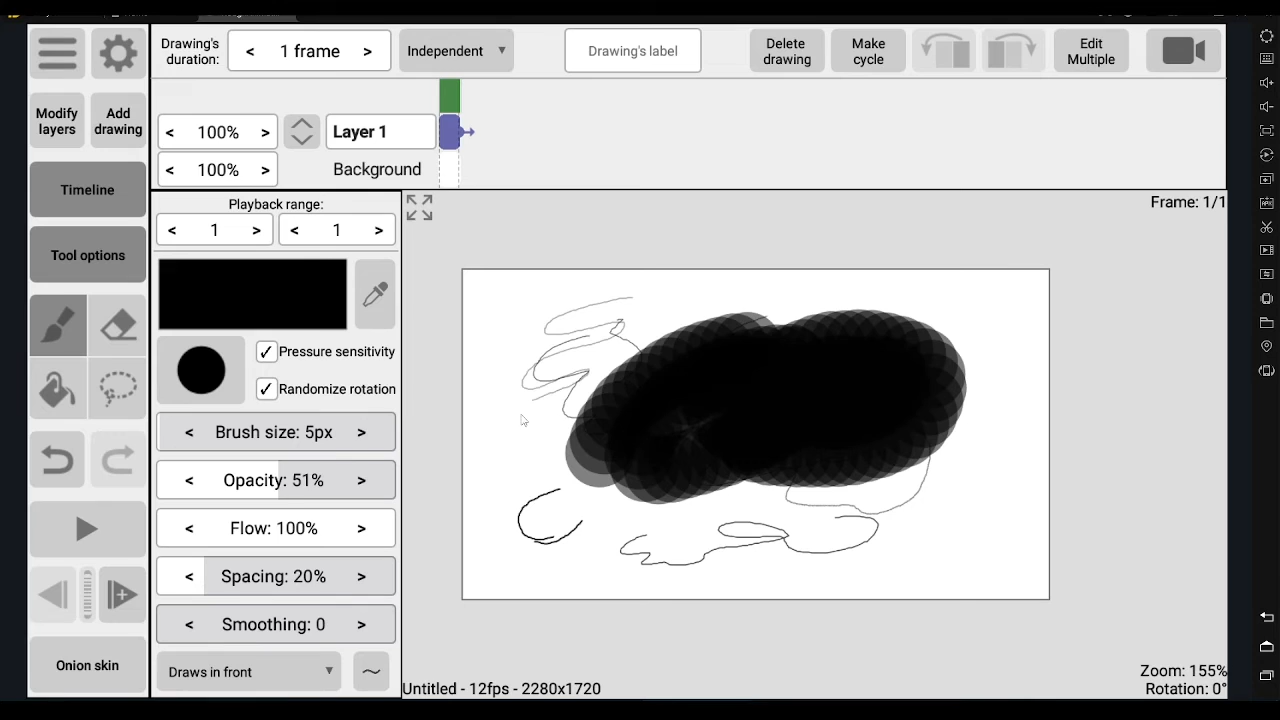 Drawing's duration:
< 1 frame >
Independent
Drawing's label
Delete drawing
Make cycle
Edit Multiple
Modify layers
Add drawing
< 100% >
Layer 1
< 100% >
Background
Timeline
Playback range:
Frame: 1/1
< 1 >
< 1 >
Tool options
Pressure sensitivity
Randomize rotation
< Brush size: 5px >
< Opacity: 51% >
< Flow: 100% >
< Spacing: 20% >
< Smoothing: 0 >
Onion skin
Draws in front
Zoom: 155%
Untitled - 12fps - 2280x1720
Rotation: 0°